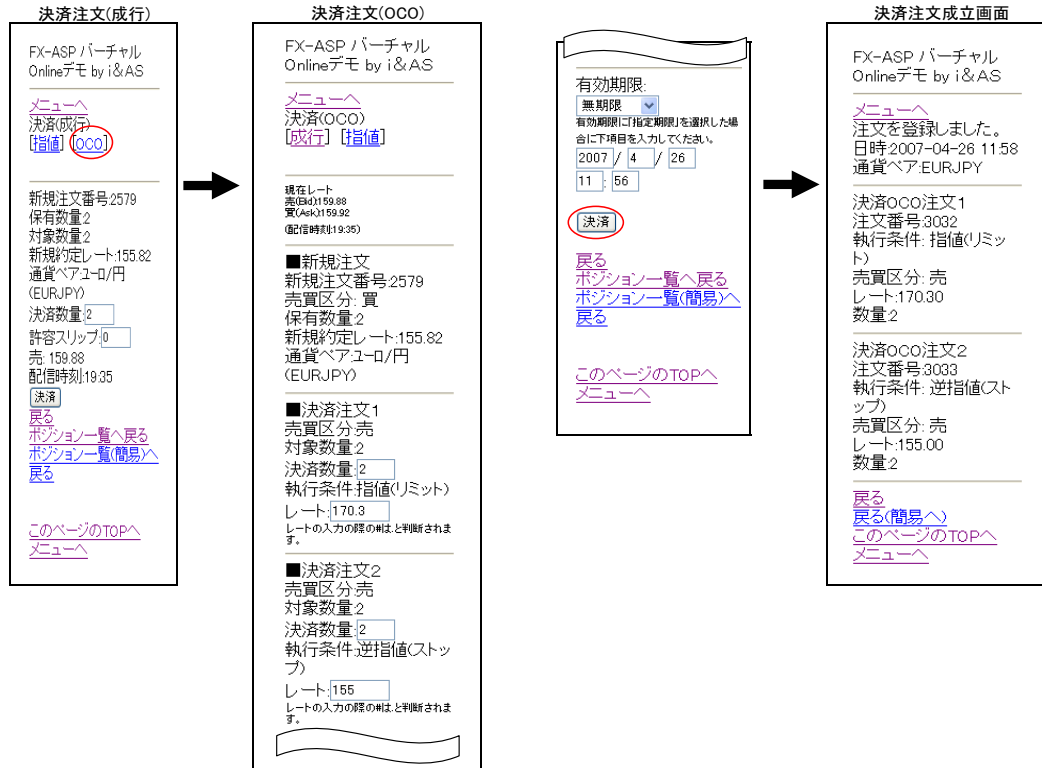 決済注文(成行)
FX-ASP バーチャル
Onlineデモ by i&AS
メニューへ
決済(成行)
[指値] [OCO]
新規注文番号:2579
保有数量:2
対象数量:2
新規約定レート:155.82
通貨ペア:ユーロ/円
(EURJPY)
決済数量:2
許容スリップ:0
売: 159.88
配信時刻:19:35
決済
戻る
ポジション一覧へ戻る
ポジション一覧(簡易)へ
戻る
このページのTOPへ
メニューへ
決済注文(OCO)
FX-ASP バーチャル
Onlineデモ by i&AS
メニューへ
決済(OCO)
[成行] [指値]
現在レート
売(Bid):159.88
買(Ask):159.92
(配信時刻:19:35)
■新規注文
新規注文番号:2579
売買区分: 買
保有数量:2
新規約定レート:155.82
通貨ペア:ユーロ/円
(EURJPY)
■決済注文1
売買区分:売
対象数量:2
決済数量:2
執行条件:指値(リミット)
レート:170.3
レートの入力の際の#は.と判断されま
す。
■決済注文2
売買区分:売
対象数量:2
決済数量:2
執行条件:逆指値(ストッ
プ)
レート:155
レートの入力の際の#は.と判断されま
す。
有効期限:
無期限
有効期限に「指定期限」を選択した場
合に下項目を入力してください。
2007 / 4 / 26
11 : 56
決済
戻る
ポジション一覧へ戻る
ポジション一覧(簡易)へ
戻る
このページのTOPへ
メニューへ
決済注文成立画面
FX-ASP バーチャル
Onlineデモ by i&AS
メニューへ
注文を登録しました。
日時:2007-04-26 11:58
通貨ペア:EURJPY
決済OCO注文1
注文番号:3032
執行条件: 指値(リミッ
ト)
売買区分: 売
レート:170.30
数量:2
決済OCO注文2
注文番号:3033
執行条件: 逆指値(スト
ップ)
売買区分: 売
レート:155.00
数量:2
戻る
戻る(簡易へ)
このページのTOPへ
メニューへ